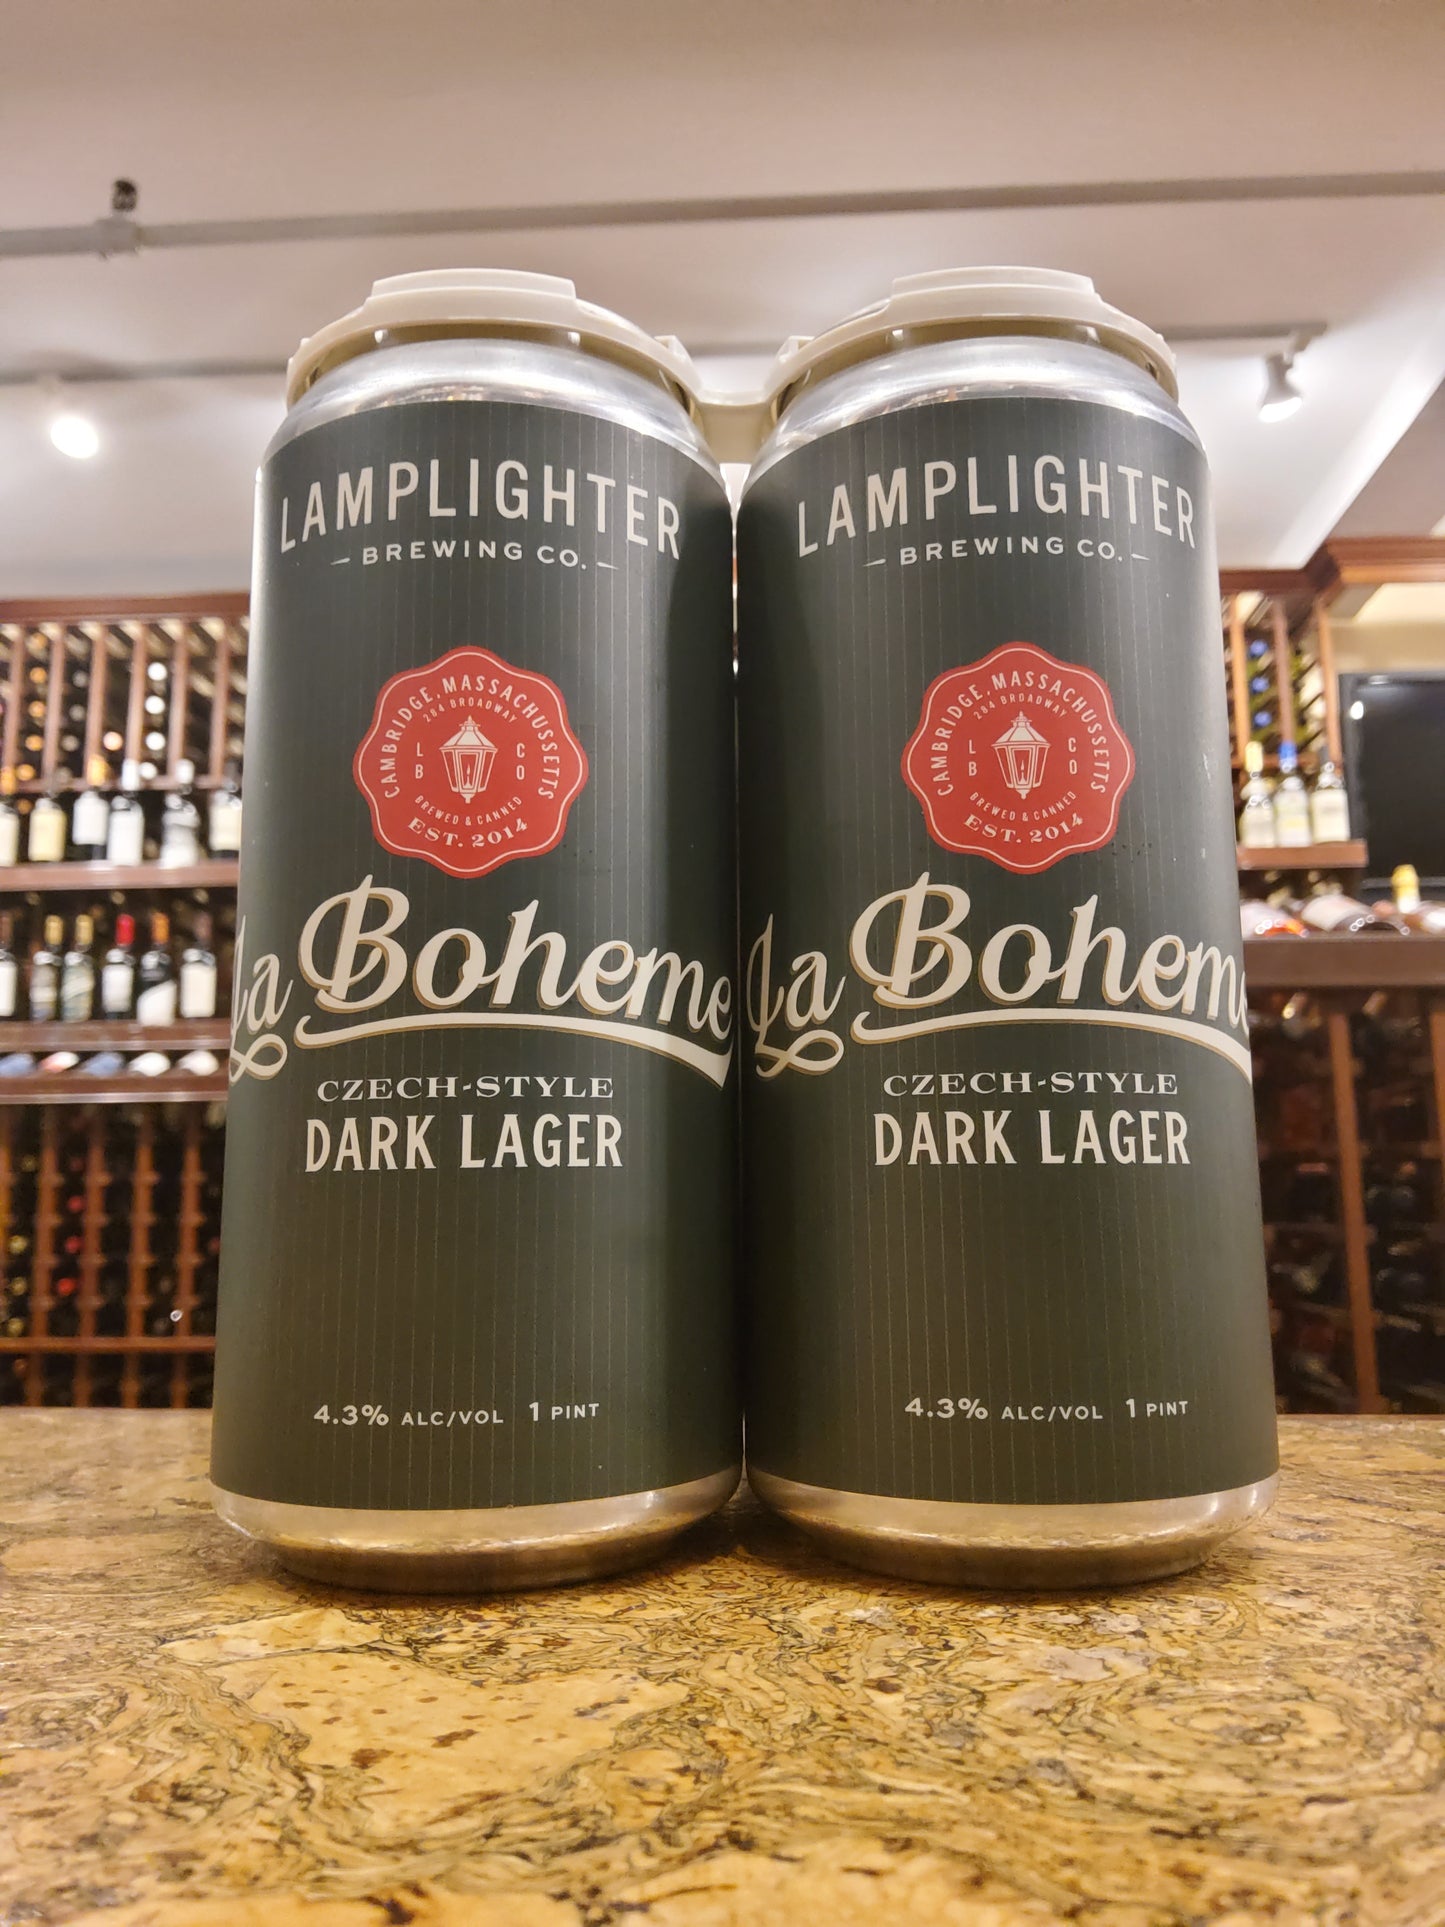 LAMPLIGHTER
BREWING CO.
CAMBRIDGE, MASSACHUSSETTS
284 BROADWAY
L B
C O
BREWED & CANNED
EST. 2014
La Boheme
CZECH-STYLE
DARK LAGER
4.3% ALC/VOL 1 PINT
LAMPLIGHTER
BREWING CO.
CAMBRIDGE, MASSACHUSSETTS
284 BROADWAY
L B
C O
BREWED & CANNED
EST. 2014
La Boheme
CZECH-STYLE
DARK LAGER
4.3% ALC/VOL 1 PINT